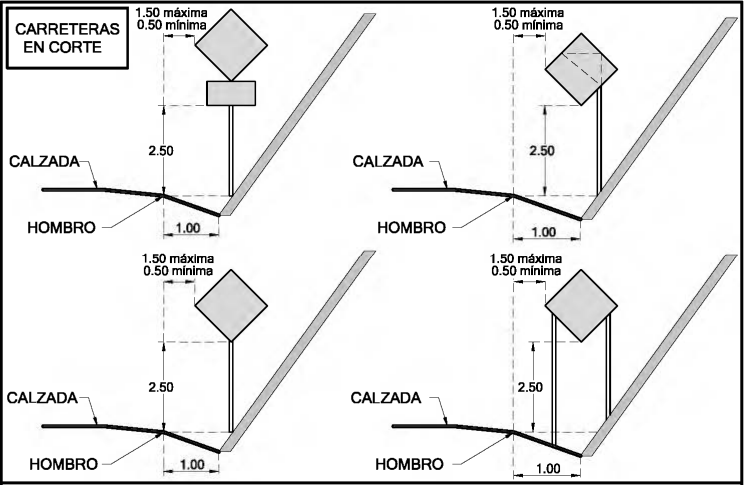 CARRETERAS
EN CORTE
1.50 máxima
0.50 mínima
2.50
CALZADA
HOMBRO
1.00
1.50 máxima
0.50 mínima
2.50
CALZADA
HOMBRO
1.00
1.50 máxima
0.50 mínima
2.50
CALZADA
HOMBRO
1.00
1.50 máxima
0.50 mínima
2.50
CALZADA
HOMBRO
1.00